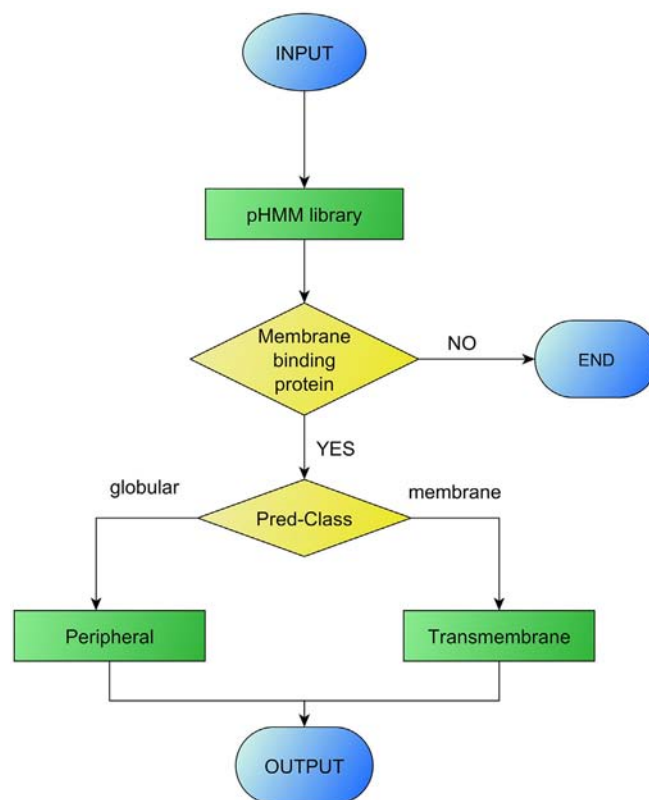 INPUT
pHMM library
Membrane
binding
protein
NO
END
YES
globular
membrane
Pred-Class
Peripheral
Transmembrane
OUTPUT